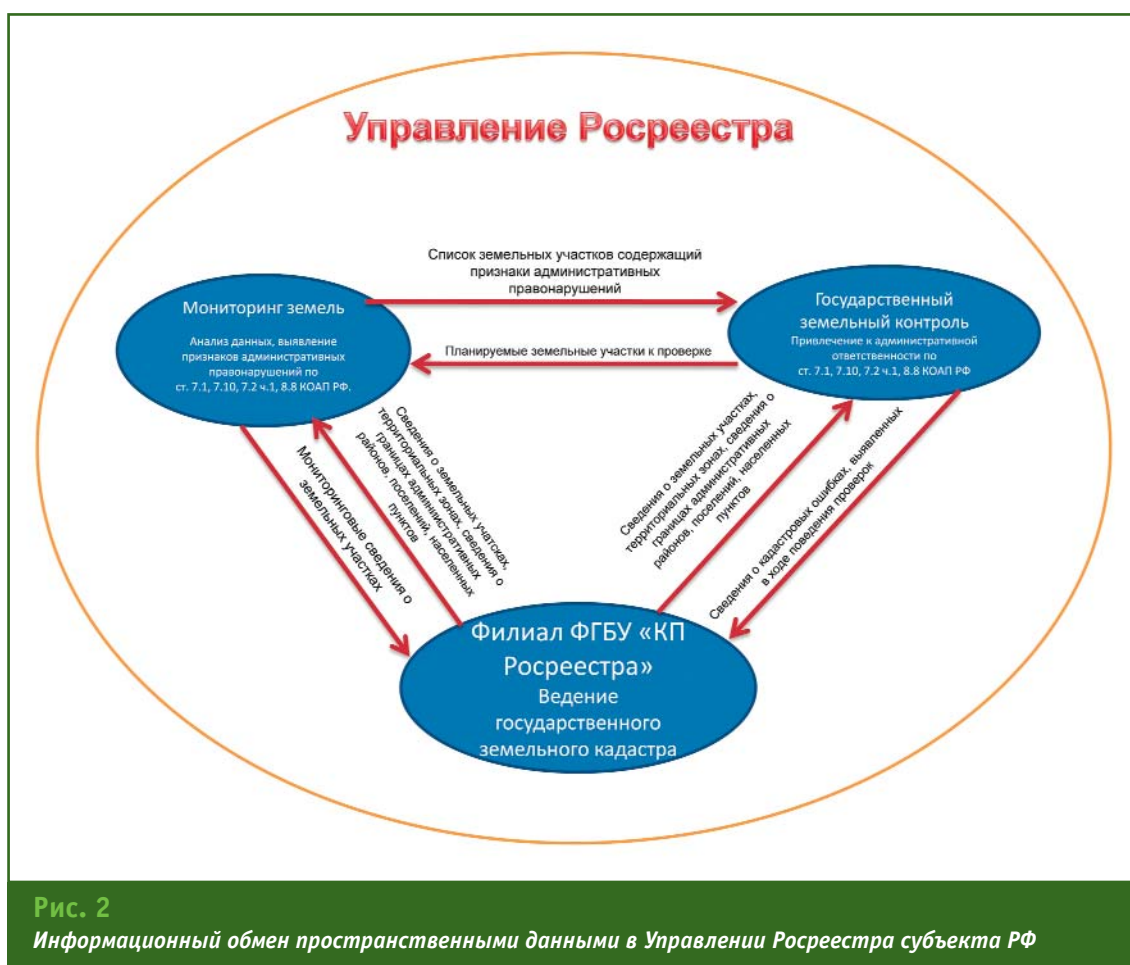 Управление Росреестра
Список земельных участков содержащий
признаки административных
правонарушений
Мониторинг земель
Анализ данных, выявление
признаков административных
правонарушений по
ст. 7.1, 7.10, 7.2 ч.1, 8.8 КОАП РФ.
Государственный
земельный контроль
Привлечение к административной
ответственности по
ст. 7.1, 7.10, 7.2 ч.1, 8.8 КОАП РФ
Планируемые земельные участки к проверке
Мониторинговые сведения о
земельных участках
Сведения о земельных учатсках,
территориальных зонах, сведения о
границах административных
районов, поселений, населенных
пунктов
Сведения о земельных участках,
территориальных зонах, сведения о
границах административных
районов, поселений, населенных
пунктов
Сведения о кадастровых ошибках, выявленных
в ходе поведения проверок
Филиал ФГБУ «КП
Росреестра»
Ведение
государственного
земельного кадастра
Рис. 2
Информационный обмен пространственными данными в Управлении Росреестра субъекта РФ